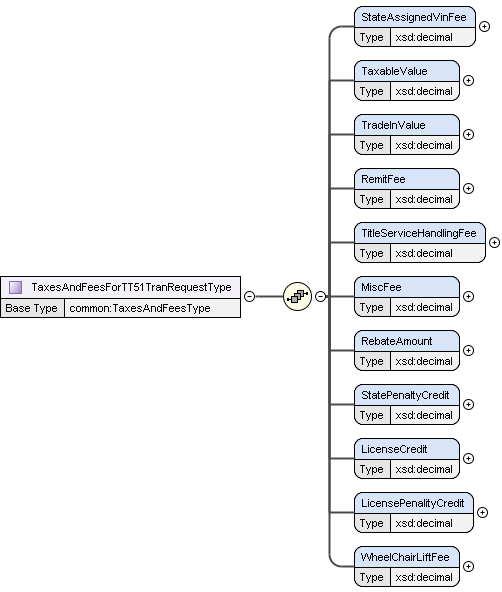 StateAssignedVinFee
Type xsd:decimal
TaxableValue
Type xsd:decimal
TradeInValue
Type xsd:decimal
RemitFee
Type xsd:decimal
TitleServiceHandlingFee
Type xsd:decimal
TaxesAndFeesForTT51TranRequestType
Base Type common:TaxesAndFeesType
MiscFee
Type xsd:decimal
RebateAmount
Type xsd:decimal
StatePenaltyCredit
Type xsd:decimal
LicenseCredit
Type xsd:decimal
LicensePenalityCredit
Type xsd:decimal
WheelChairLiftFee
Type xsd:decimal